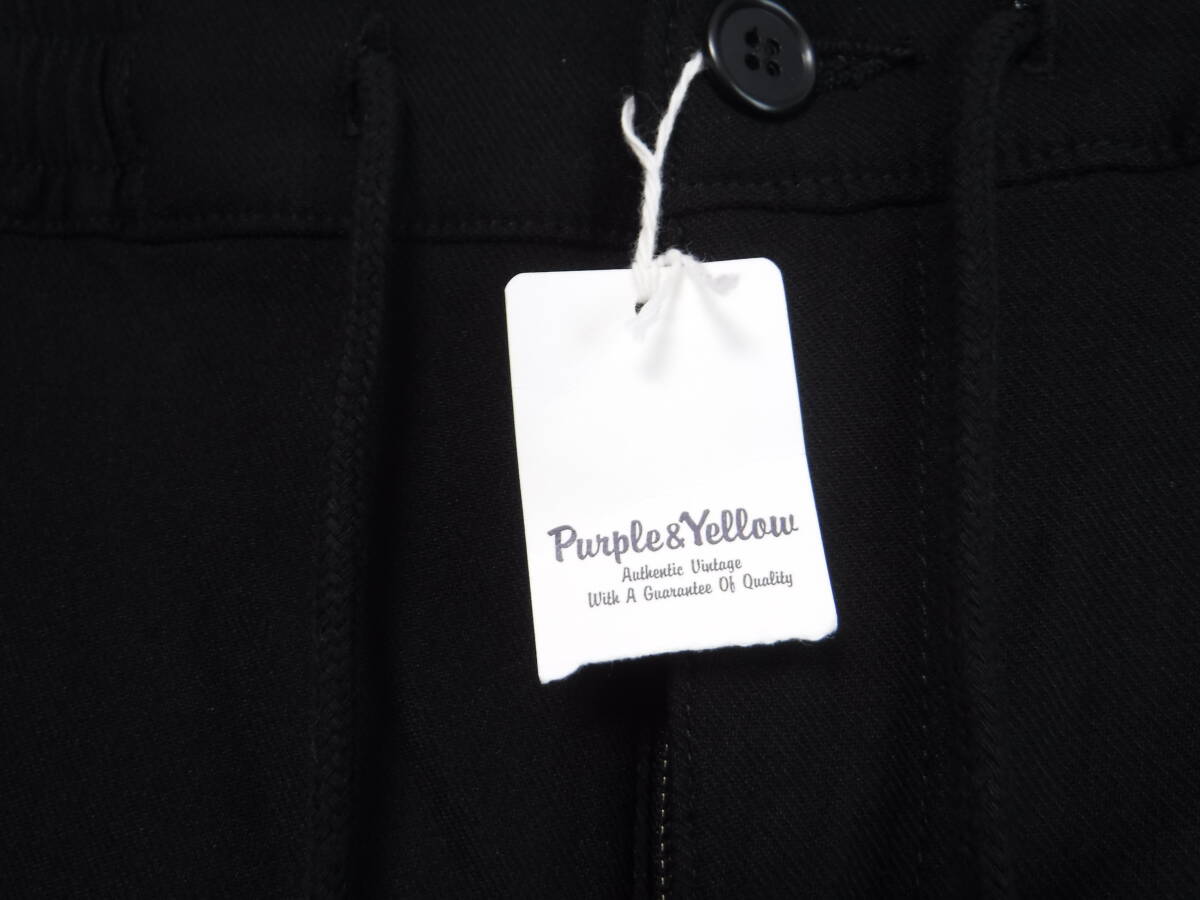 Purple&Yellow
Authentic Vintage
With A Guarantee Of Quality